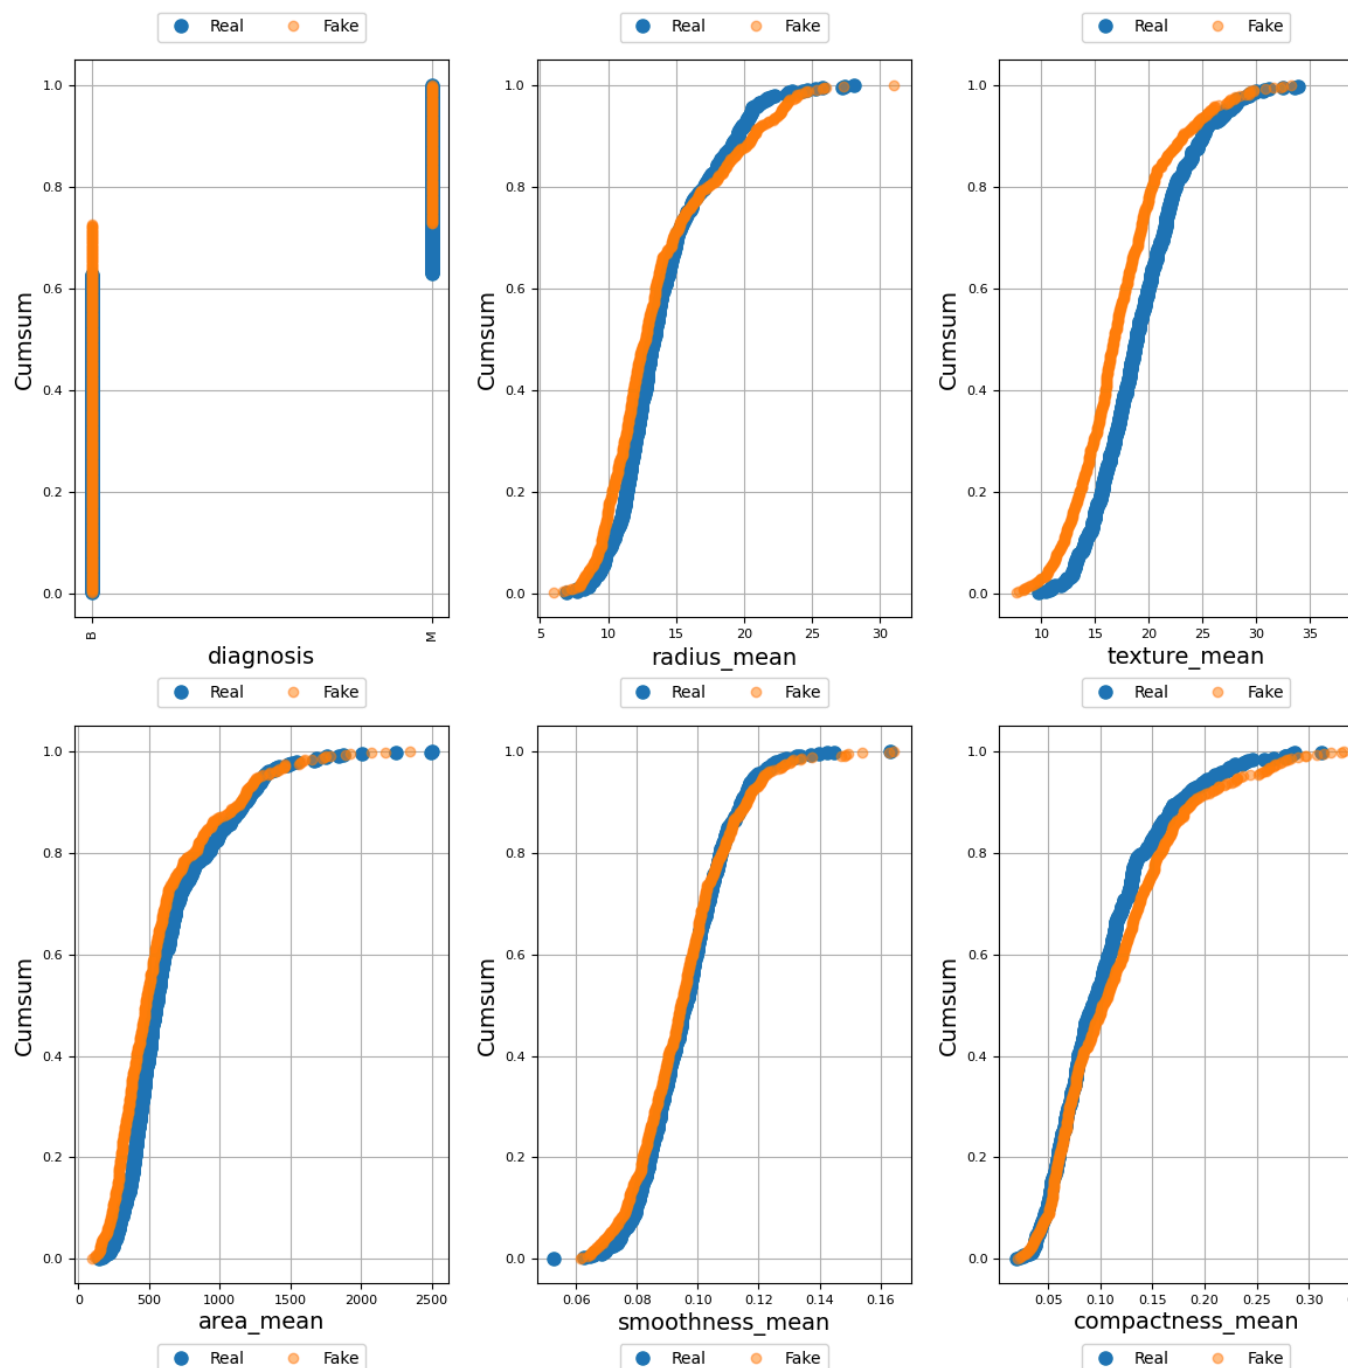 Real Fake
Real Fake
Real Fake
Cumsum
1.0
0.8
0.6
0.4
0.2
0.0
B M
diagnosis
Cumsum
1.0
0.8
0.6
0.4
0.2
0.0
5 10 15 20 25 30
radius_mean
Cumsum
1.0
0.8
0.6
0.4
0.2
0.0
10 15 20 25 30 35
texture_mean
Real Fake
Real Fake
Real Fake
Cumsum
1.0
0.8
0.6
0.4
0.2
0.0
0 500 1000 1500 2000 2500
area_mean
Cumsum
1.0
0.8
0.6
0.4
0.2
0.0
0.06 0.08 0.10 0.12 0.14 0.16
smoothness_mean
Cumsum
1.0
0.8
0.6
0.4
0.2
0.0
0.05 0.10 0.15 0.20 0.25 0.30
compactness_mean
Real Fake
Real Fake
Real Fake